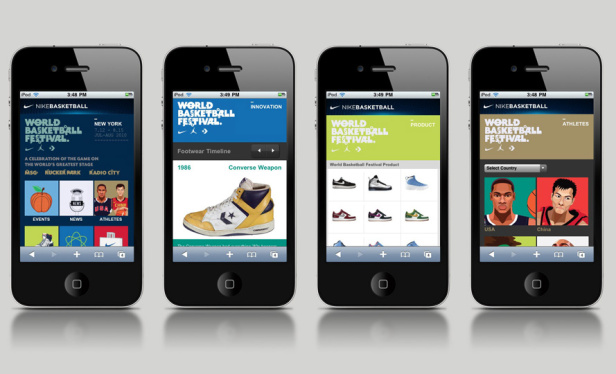 iPod 3:48 PM
NIKEBASKETBALL
WORLD
BASKETBALL
FESTIVAL.
NEW YORK
A CELEBRATION OF THE GAME ON
THE WORLD'S GREATEST STAGE
MSG RUCKER PARK RADIO CITY
EVENTS NEWS ATHLETES
iPod 3:49 PM
WORLD
BASKETBALL
FESTIVAL.
INNOVATION
Footwear Timeline
1986 Converse Weapon
iPod 3:49 PM
NIKEBASKETBALL
WORLD
BASKETBALL
FESTIVAL.
PRODUCT
World Basketball Festival Product
iPod 3:48 PM
NIKEBASKETBALL
WORLD
BASKETBALL
FESTIVAL.
ATHLETES
Select Country
USA China